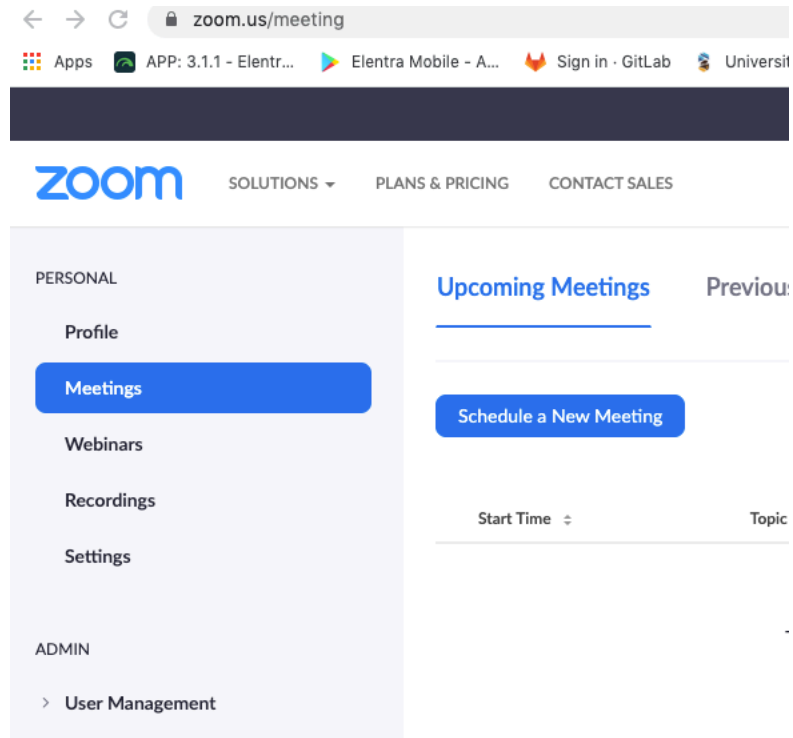 zoom.us/meeting
Apps APP: 3.1.1 - Elentr... Elentra Mobile - A... Sign in · GitLab Universit
zoom SOLUTIONS PLANS & PRICING CONTACT SALES
PERSONAL
Profile
Meetings
Webinars
Recordings
Settings
ADMIN
User Management
Upcoming Meetings Previous
Schedule a New Meeting
Start Time Topic